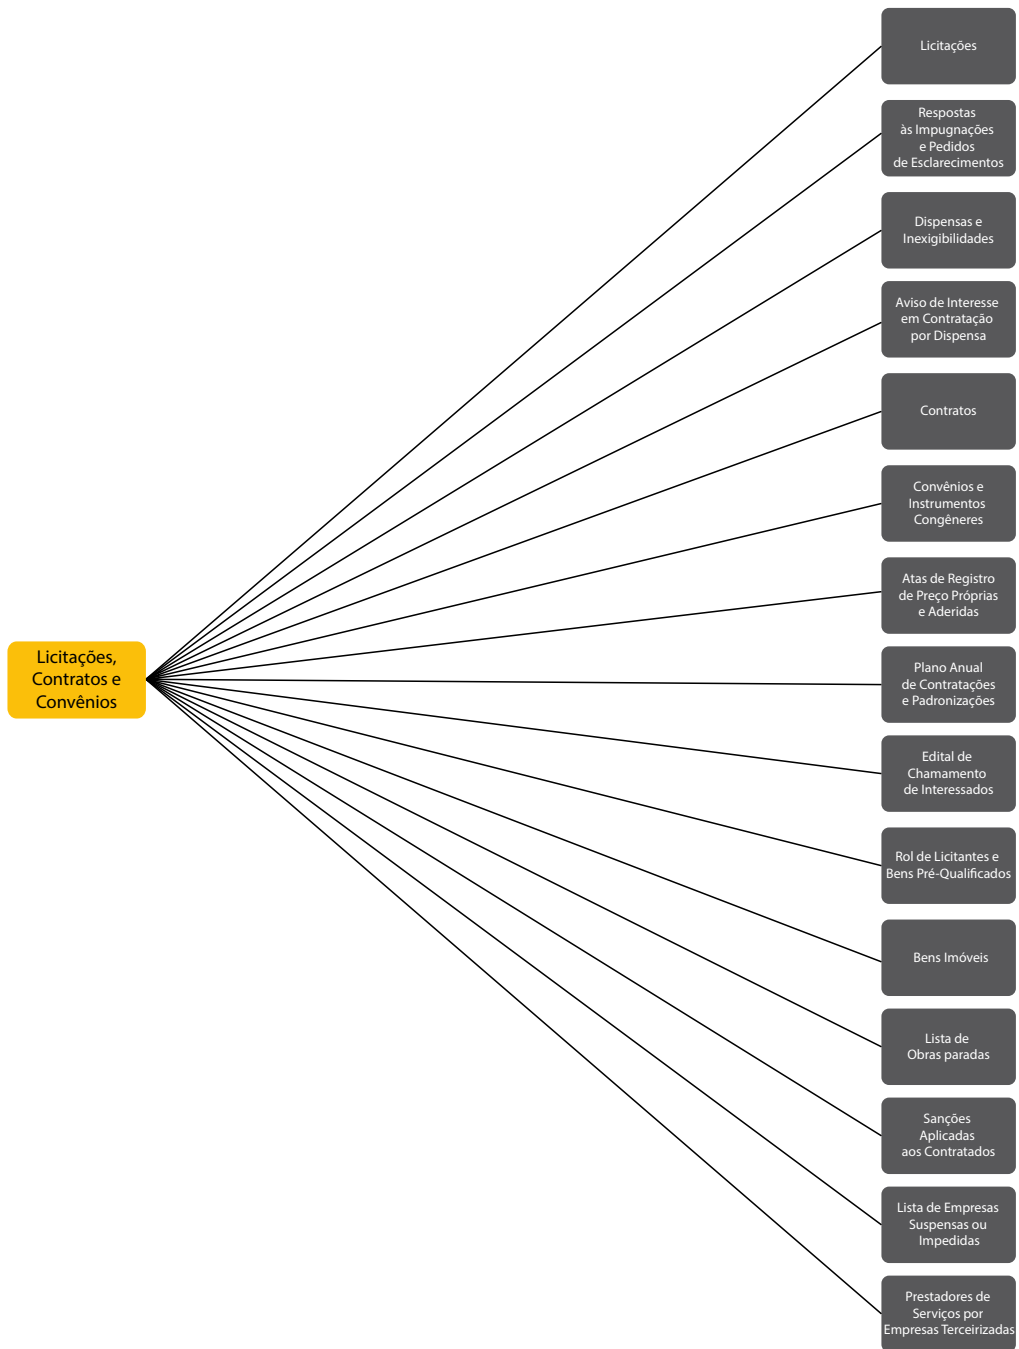 Licitações
Respostas
às Impugnações
e Pedidos
de Esclarecimentos
Dispensas e
Inexigibilidades
Aviso de Interesse
em Contratação
por Dispensa
Contratos
Convênios e
Instrumentos
Congêneres
Atas de Registro
de Preço Próprias
e Aderidas
Licitações,
Contratos e
Convênios
Plano Anual
de Contratações
e Padronizações
Edital de
Chamamento
de Interessados
Rol de Licitantes e
Bens Pré-Qualificados
Bens Imóveis
Lista de
Obras paradas
Sanções
Aplicadas
aos Contratados
Lista de Empresas
Suspensas ou
Impedidas
Prestadores de
Serviços por
Empresas Terceirizadas